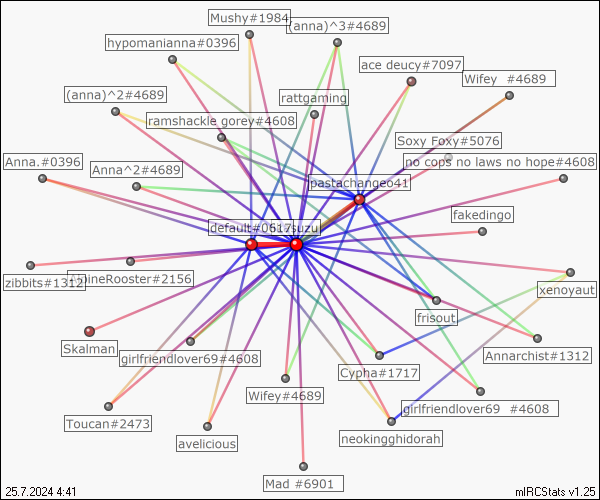 Mushy#1984
(anna)^3#4689
hypomanianna#0396
ace deucy#7097
Wifey #4689
(anna)^2#4689
rattgaming
ramshackle gorey#4608
Soxy Foxy#5076
Anna.#0396
Anna^2#4689
no cops no laws no hope#4608
pastachangeo41
fakedingo
default#0617
suzu
zibbits#1312
ineRooster#2156
xenoyaut
frisout
Skalman
girlfriendlover69#4608
Annarchist#1312
Cypha#1717
Wifey#4689
girlfriendlover69 #4608
Toucan#2473
avelicious
neokingghidorah
Mad #6901
25.7.2024 4:41
mIRCStats v1.25